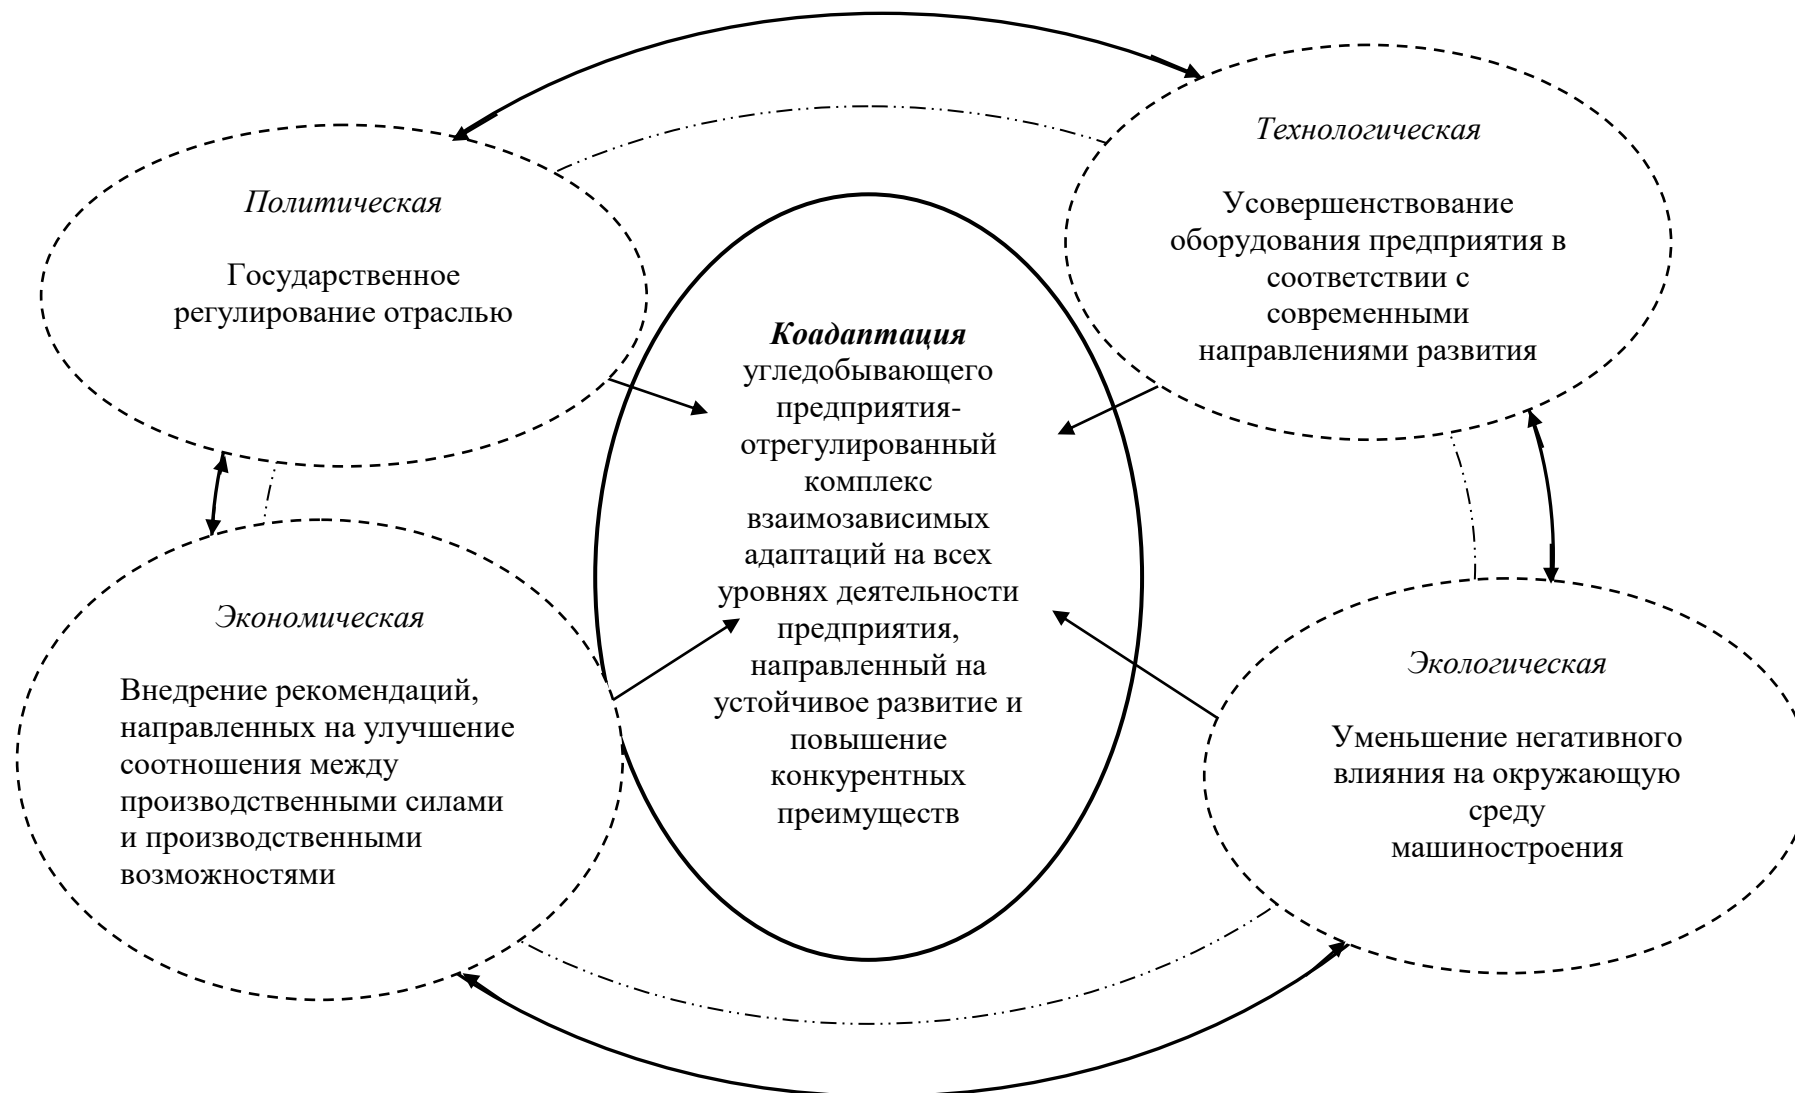 Политическая
Государственное
регулирование отраслью
Технологическая
Усовершенствование
оборудования предприятия в
соответствии с
современными
направлениями развития
Коадаптация
угледобывающего
предприятия-
отрегулированный
комплекс
взаимозависимых
адаптаций на всех
уровнях деятельности
предприятия,
направленный на
устойчивое развитие и
повышение
конкурентных
преимуществ
Экономическая
Внедрение рекомендаций,
направленных на улучшение
соотношения между
производственными силами
и производственными
возможностями
Экологическая
Уменьшение негативного
влияния на окружающую
среду
машиностроения